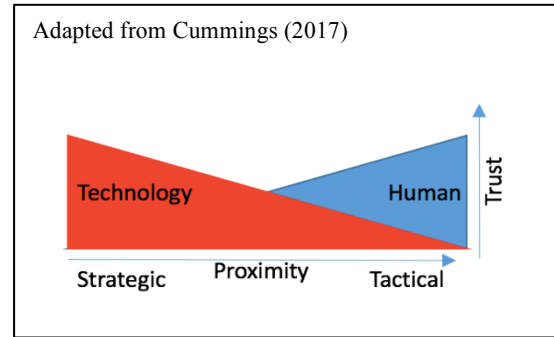 Adapted from Cummings (2017)
Technology
Human
Trust
Strategic
Proximity
Tactical